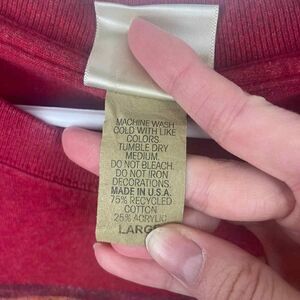 MACHINE WASH
COLD WITH LIKE
COLORS.
TUMBLE DRY
MEDIUM.
DO NOT BLEACH.
DO NOT IRON
DECORATIONS.
MADE IN U.S.A.
75% RECYCLED
COTTON
25% ACRYLIC
LARGE